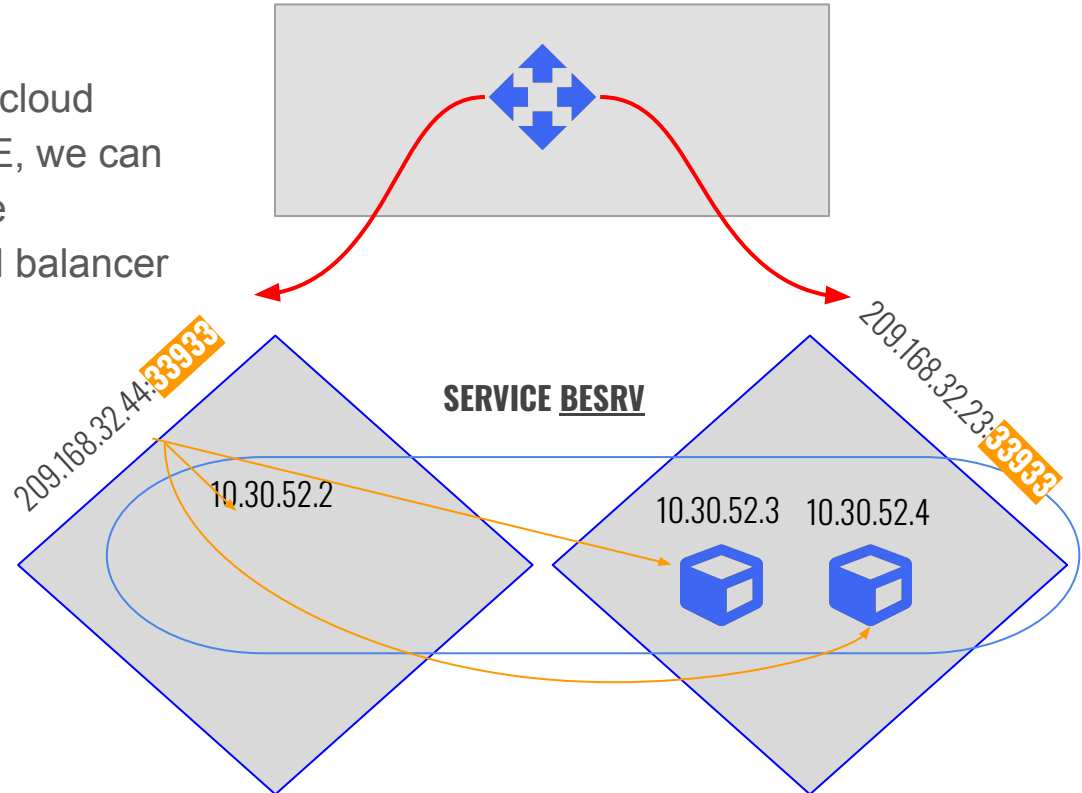 cloud
E, we can
e
l balancer
209.168.32.44:33933
209.168.32.23:33933
SERVICE BESRV
10.30.52.2
10.30.52.3
10.30.52.4